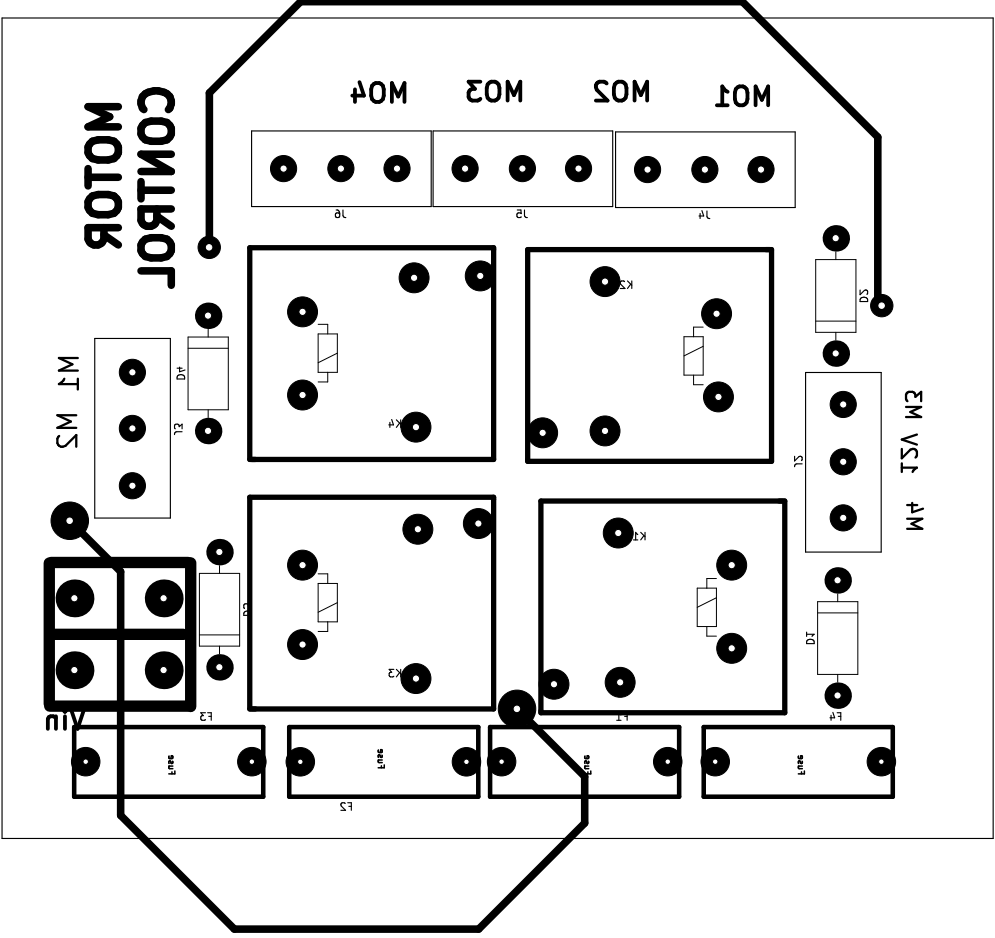 MO4 MO3 MO2 MO1
MOTOR
CONTROL
J6 J5 J4
K2
D2
M1 M2
D4
J3
K4
J2
M3
12V
M4
K1
D3
D1
K3
Vin
F3 F1 F4
Fuse Fuse Fuse Fuse
F2